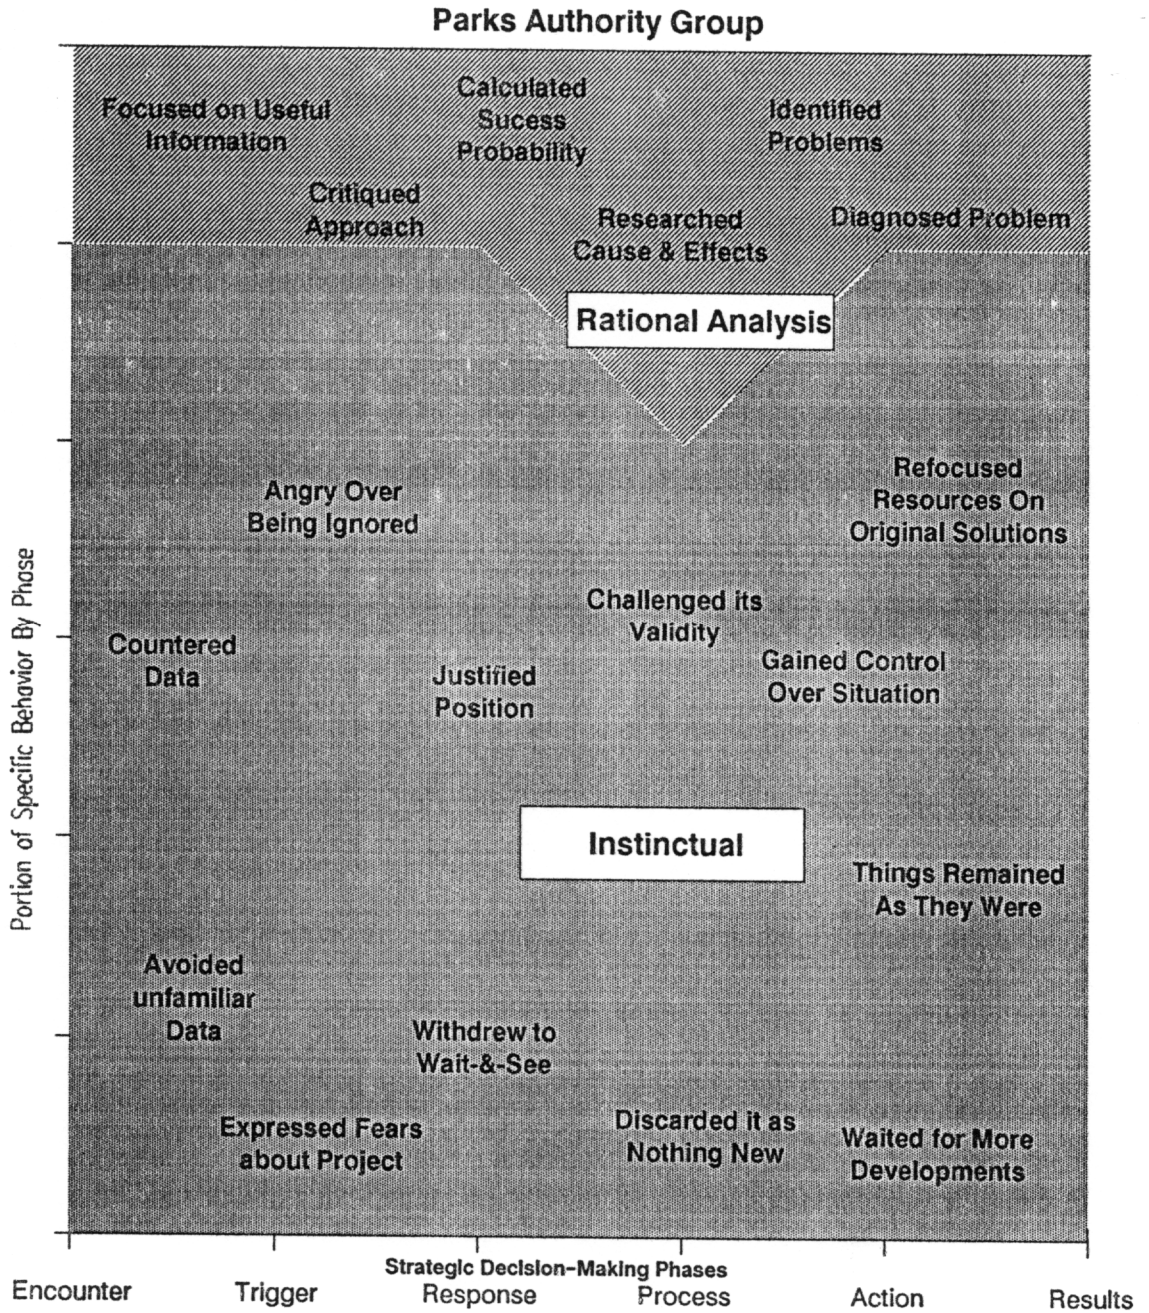 Parks Authority Group
Focused on Useful
Information
Calculated
Sucess
Probability
Identified
Problems
Critiqued
Approach
Researched
Cause & Effects
Diagnosed Problem
Rational Analysis
Angry Over
Being Ignored
Refocused
Resources On
Original Solutions
Challenged its
Validity
Countered
Data
Justified
Position
Gained Control
Over Situation
Instinctual
Things Remained
As They Were
Avoided
unfamiliar
Data
Withdrew to
Wait-&-See
Expressed Fears
about Project
Discarded it as
Nothing New
Waited for More
Developments
Portion of Specific Behavior By Phase
Strategic Decision-Making Phases
Encounter
Trigger
Response
Process
Action
Results